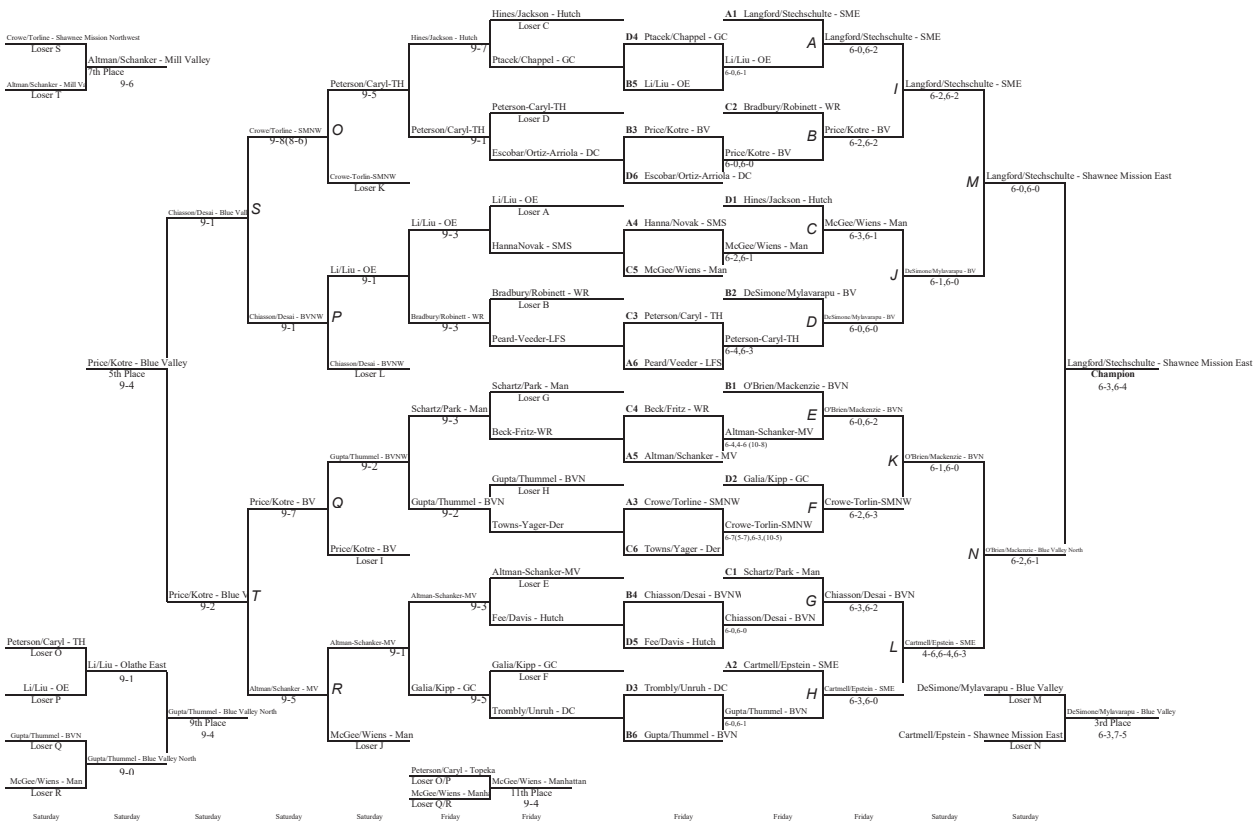 Crowe/Torline - Shawnee Mission Northwest
Loser S
Altman/Schanker - Mill Valley
7th Place
9-6
Altman/Schanker - Mill Va
Loser T
Crowe/Torline - SMNW
9-8(8-6)
Chiasson/Desai - Blue Vall
9-1
S
Chiasson/Desai - BVNW
9-1
Price/Kotre - Blue Valley
5th Place
9-4
Price/Kotre - BV
9-7
Price/Kotre - Blue V
9-2
T
Altman/Schanker - MV
9-5
Peterson/Caryl - TH
Loser O
Li/Liu - Olathe East
9-1
Li/Liu - OE
Loser P
Gupta/Thummel - Blue Valley North
9th Place
9-4
Gupta/Thummel - BVN
Loser Q
Gupta/Thummel - Blue Valley North
9-0
McGee/Wiens - Man
Loser R
Peterson/Caryl-TH
9-5
O
Crowe-Torlin-SMNW
Loser K
Li/Liu - OE
9-1
P
Chiasson/Desai - BVNW
Loser L
Gupta/Thummel - BVNW
9-2
Q
Price/Kotre - BV
Loser I
Altman-Schanker-MV
9-1
R
McGee/Wiens - Man
Loser J
Hines/Jackson - Hutch
9-7
Peterson/Caryl-TH
9-1
Li/Liu - OE
9-3
Bradbury/Robinett - WR
9-3
Schartz/Park - Man
9-3
Gupta/Thummel - BVN
9-2
Altman-Schanker-MV
9-3
Galia/Kipp - GC
9-5
Peterson/Caryl - Topeka
Loser O/P
McGee/Wiens - Manha
Loser Q/R
McGee/Wiens - Manhattan
11th Place
9-4
Hines/Jackson - Hutch
Loser C
Ptacek/Chappel - GC
Peterson-Caryl-TH
Loser D
Escobar/Ortiz-Arriola - DC
Li/Liu - OE
Loser A
HannaNovak - SMS
Bradbury/Robinett - WR
Loser B
Peard-Veeder-LFS
Schartz/Park - Man
Loser G
Beck-Fritz-WR
Gupta/Thummel - BVN
Loser H
Towns-Yager-Der
Altman-Schanker-MV
Loser E
Fee/Davis - Hutch
Galia/Kipp - GC
Loser F
Trombly/Unruh - DC
D4 Ptacek/Chappel - GC
B5 Li/Liu - OE
B3 Price/Kotre - BV
D6 Escobar/Ortiz-Arriola - DC
A4 Hanna/Novak - SMS
C5 McGee/Wiens - Man
C3 Peterson/Caryl - TH
A6 Peard/Veeder - LFS
C4 Beck/Fritz - WR
A5 Altman/Schanker - MV
A3 Crowe/Torline - SMNW
C6 Towns/Yager - Der
B4 Chiasson/Desai - BVNW
D5 Fee/Davis - Hutch
D3 Trombly/Unruh - DC
B6 Gupta/Thummel - BVN
A1 Langford/Stechschulte - SME
A
Li/Liu - OE
6-0,6-1
C2 Bradbury/Robinett - WR
B
Price/Kotre - BV
6-0,6-0
D1 Hines/Jackson - Hutch
C
McGee/Wiens - Man
6-2,6-1
B2 DeSimone/Mylavarapu - BV
D
Peterson-Caryl-TH
6-4,6-3
B1 O'Brien/Mackenzie - BVN
E
Altman-Schanker-MV
6-4,4-6 (10-8)
D2 Galia/Kipp - GC
F
Crowe-Torlin-SMNW
6-7(5-7),6-3,(10-5)
C1 Schartz/Park - Man
G
Chiasson/Desai - BVN
6-0,6-0
A2 Cartmell/Epstein - SME
H
Gupta/Thummel - BVN
6-0,6-1
Langford/Stechschulte - SME
6-0,6-2
I
Price/Kotre - BV
6-2,6-2
McGee/Wiens - Man
6-3,6-1
J
DeSimone/Mylavarapu - BV
6-0,6-0
O'Brien/Mackenzie - BVN
6-0,6-2
K
Crowe-Torlin-SMNW
6-2,6-3
Chiasson/Desai - BVN
6-3,6-2
L
Cartmell/Epstein - SME
6-3,6-0
Langford/Stechschulte - SME
6-2,6-2
M
DeSimone/Mylavarapu - BV
6-1,6-0
O'Brien/Mackenzie - BVN
6-1,6-0
N
Cartmell/Epstein - SME
4-6,6-4,6-3
Langford/Stechschulte - Shawnee Mission East
6-0,6-0
O'Brien/Mackenzie - Blue Valley North
6-2,6-1
Langford/Stechschulte - Shawnee Mission East
Champion
6-3,6-4
DeSimone/Mylavarapu - Blue Valley
Loser M
Cartmell/Epstein - Shawnee Mission East
Loser N
DeSimone/Mylavarapu - Blue Valley
3rd Place
6-3,7-5
Saturday Saturday Saturday Saturday Saturday Friday Friday Friday Friday Friday Saturday Saturday